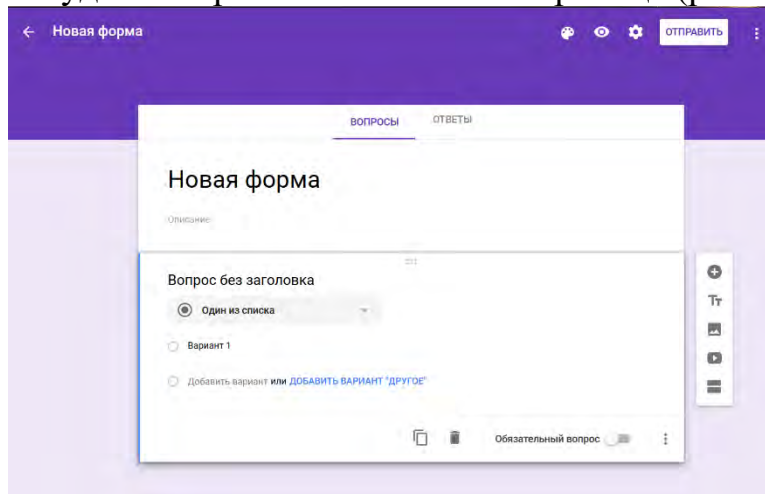 Новая форма
ОТПРАВИТЬ
ВОПРОСЫ ОТВЕТЫ
Новая форма
Описание
Вопрос без заголовка
Один из списка
Вариант 1
Добавить вариант или ДОБАВИТЬ ВАРИАНТ "ДРУГОЕ"
Обязательный вопрос